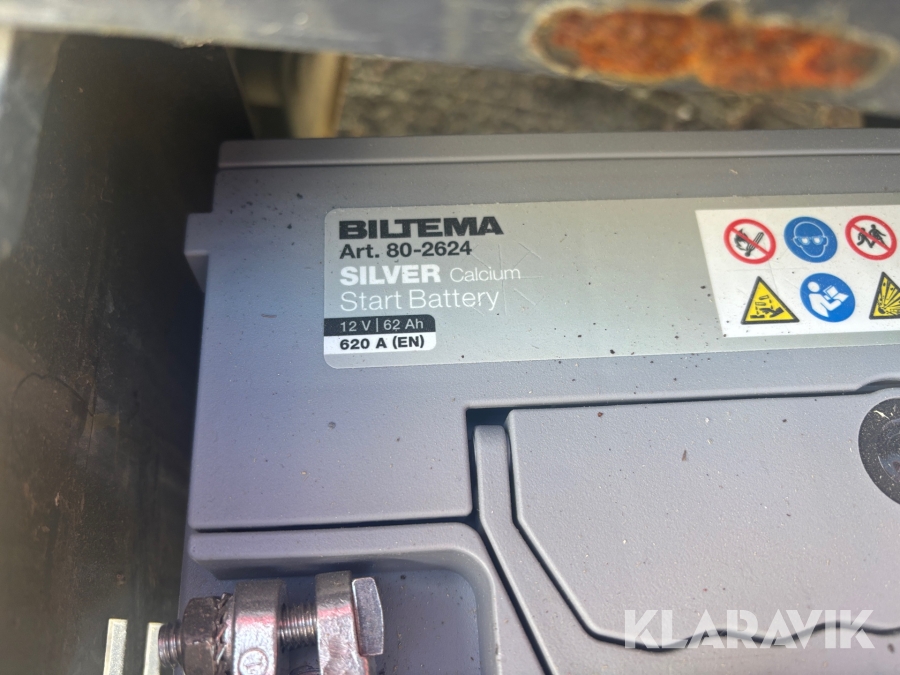 BILTEMA
Art. 80-2624
SILVER Calcium
Start Battery
12 V | 62 Ah
620 A (EN)
KLARAVIK